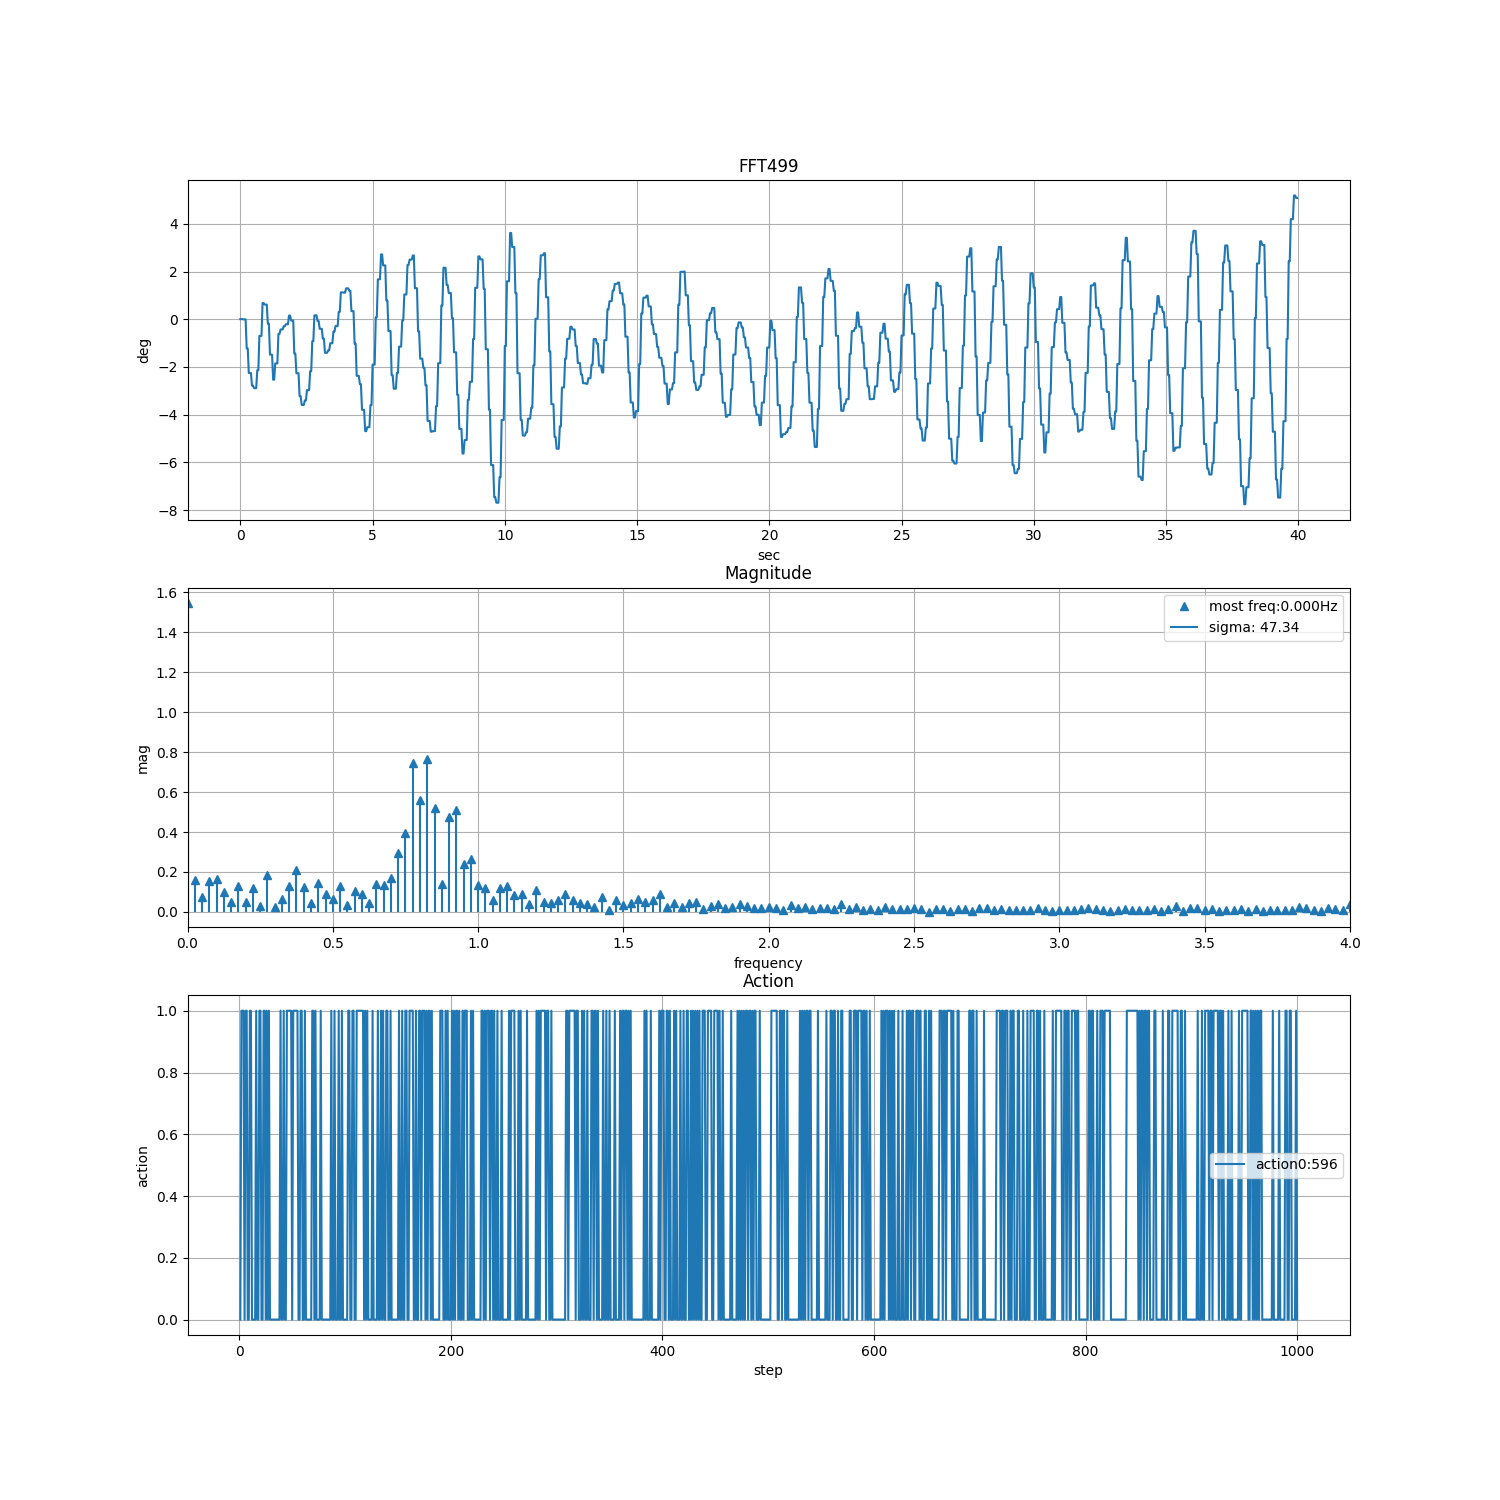 FFT499
4
2
0
−2
−4
−6
−8
deg
0 5 10 15 20 25 30 35 40
sec
Magnitude
1.6
1.4
1.2
1.0
0.8
0.6
0.4
0.2
0.0
mag
most freq:0.000Hz
sigma: 47.34
0.0 0.5 1.0 1.5 2.0 2.5 3.0 3.5 4.0
frequency
Action
1.0
0.8
0.6
0.4
0.2
0.0
action
action0:596
0 200 400 600 800 1000
step